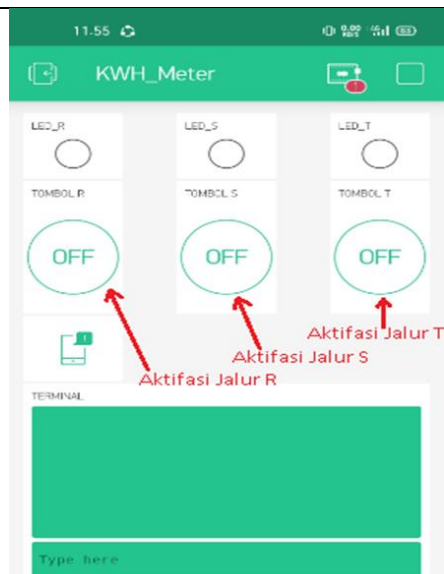 11.55
KWH_Meter
LED_R LED_S LED_T
TOMBOL R TOMBOL S TOMBOL T
OFF OFF OFF
Aktifasi Jalur T
Aktifasi Jalur S
Aktifasi Jalur R
TERMINAL
Type here